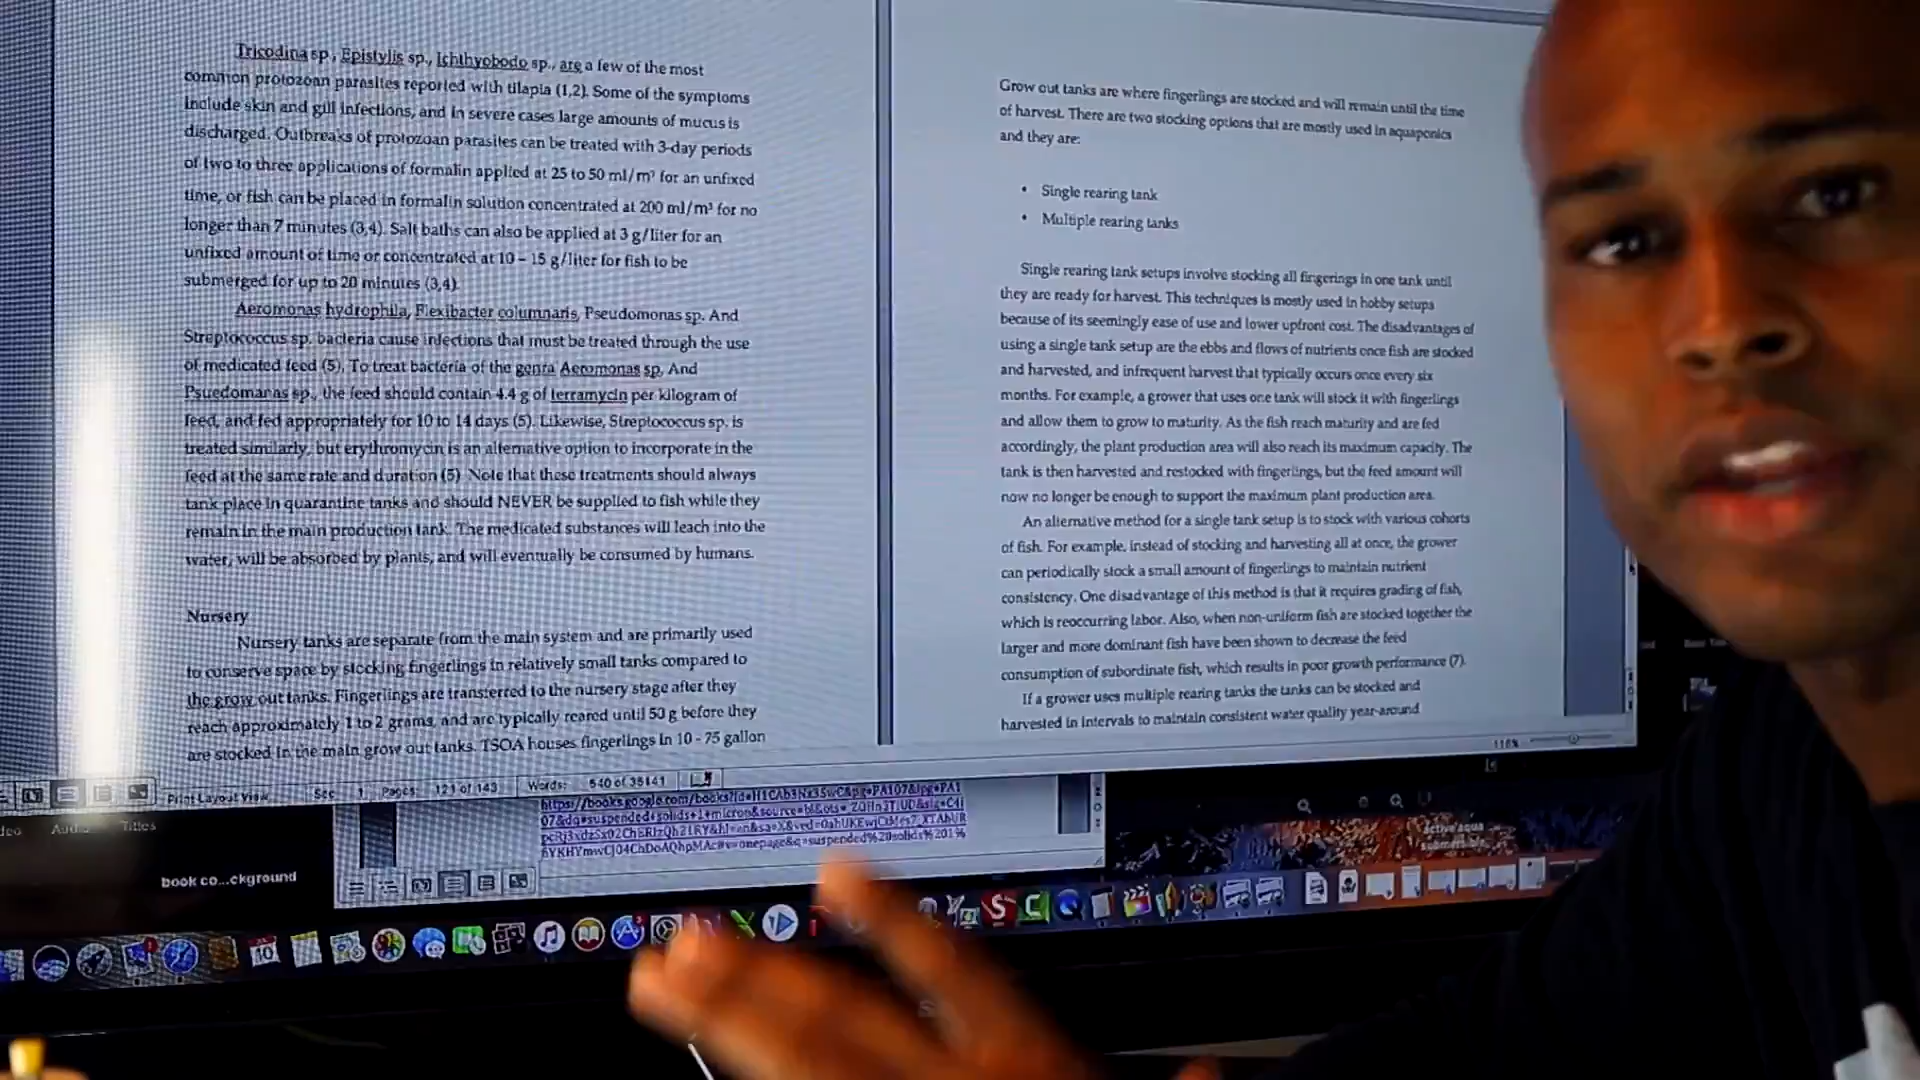 Tricodina sp., Epistylis sp., Ichthyobodo sp., are a few of the most
common protozoan parasites reported with tilapia (1,2). Some of the symptoms
include skin and gill infections, and in severe cases large amounts of mucus is
discharged. Outbreaks of protozoan parasites can be treated with 3-day periods
of two to three applications of formalin applied at 25 to 50 ml/m³ for an unfixed
time, or fish can be placed in formalin solution concentrated at 200 ml/m³ for no
longer than 7 minutes (3,4). Salt baths can also be applied at 3 g/liter for an
unfixed amount of time or concentrated at 10 – 15 g/liter for fish to be
submerged for up to 20 minutes (3,4).
Aeromonas hydrophila, Flexibacter columnaris, Pseudomonas sp. And
Streptococcus sp. bacteria cause infections that must be treated through the use
of medicated feed (5). To treat bacteria of the genra Aeromonas sp. And
Psuedomanas sp., the feed should contain 4.4 g of terramycin per kilogram of
feed, and fed appropriately for 10 to 14 days (5). Likewise, Streptococcus sp. is
treated similarly, but erythromycin is an alternative option to incorporate in the
feed at the same rate and duration (5) Note that these treatments should always
tank place in quarantine tanks and should NEVER be supplied to fish while they
remain in the main production tank. The medicated substances will leach into the
water, will be absorbed by plants, and will eventually be consumed by humans.
Nursery
Nursery tanks are separate from the main system and are primarily used
to conserve space by stocking fingerlings in relatively small tanks compared to
the grow out tanks. Fingerlings are transferred to the nursery stage after they
reach approximately 1 to 2 grams, and are typically reared until 50 g before they
are stocked in the main grow out tanks. TSOA houses fingerlings in 10 - 75 gallon
Grow out tanks are where fingerlings are stocked and will remain until the time
of harvest. There are two stocking options that are mostly used in aquaponics
and they are:
• Single rearing tank
• Multiple rearing tanks
Single rearing tank setups involve stocking all fingerings in one tank until
they are ready for harvest. This techniques is mostly used in hobby setups
because of its seemingly ease of use and lower upfront cost. The disadvantages of
using a single tank setup are the ebbs and flows of nutrients once fish are stocked
and harvested, and infrequent harvest that typically occurs once every six
months. For example, a grower that uses one tank will stock it with fingerlings
and allow them to grow to maturity. As the fish reach maturity and are fed
accordingly, the plant production area will also reach its maximum capacity. The
tank is then harvested and restocked with fingerlings, but the feed amount will
now no longer be enough to support the maximum plant production area.
An alternative method for a single tank setup is to stock with various cohorts
of fish. For example, instead of stocking and harvesting all at once, the grower
can periodically stock a small amount of fingerlings to maintain nutrient
consistency. One disadvantage of this method is that it requires grading of fish,
which is reoccurring labor. Also, when non-uniform fish are stocked together the
larger and more dominant fish have been shown to decrease the feed
consumption of subordinate fish, which results in poor growth performance (7).
If a grower uses multiple rearing tanks the tanks can be stocked and
harvested in intervals to maintain consistent water quality year-around
118%
Print Layout View Sec 1 Pages: 121 of 143 Words: 540 of 35141
deo Audio Titles
book co...ckground
active aqua
submersible
10